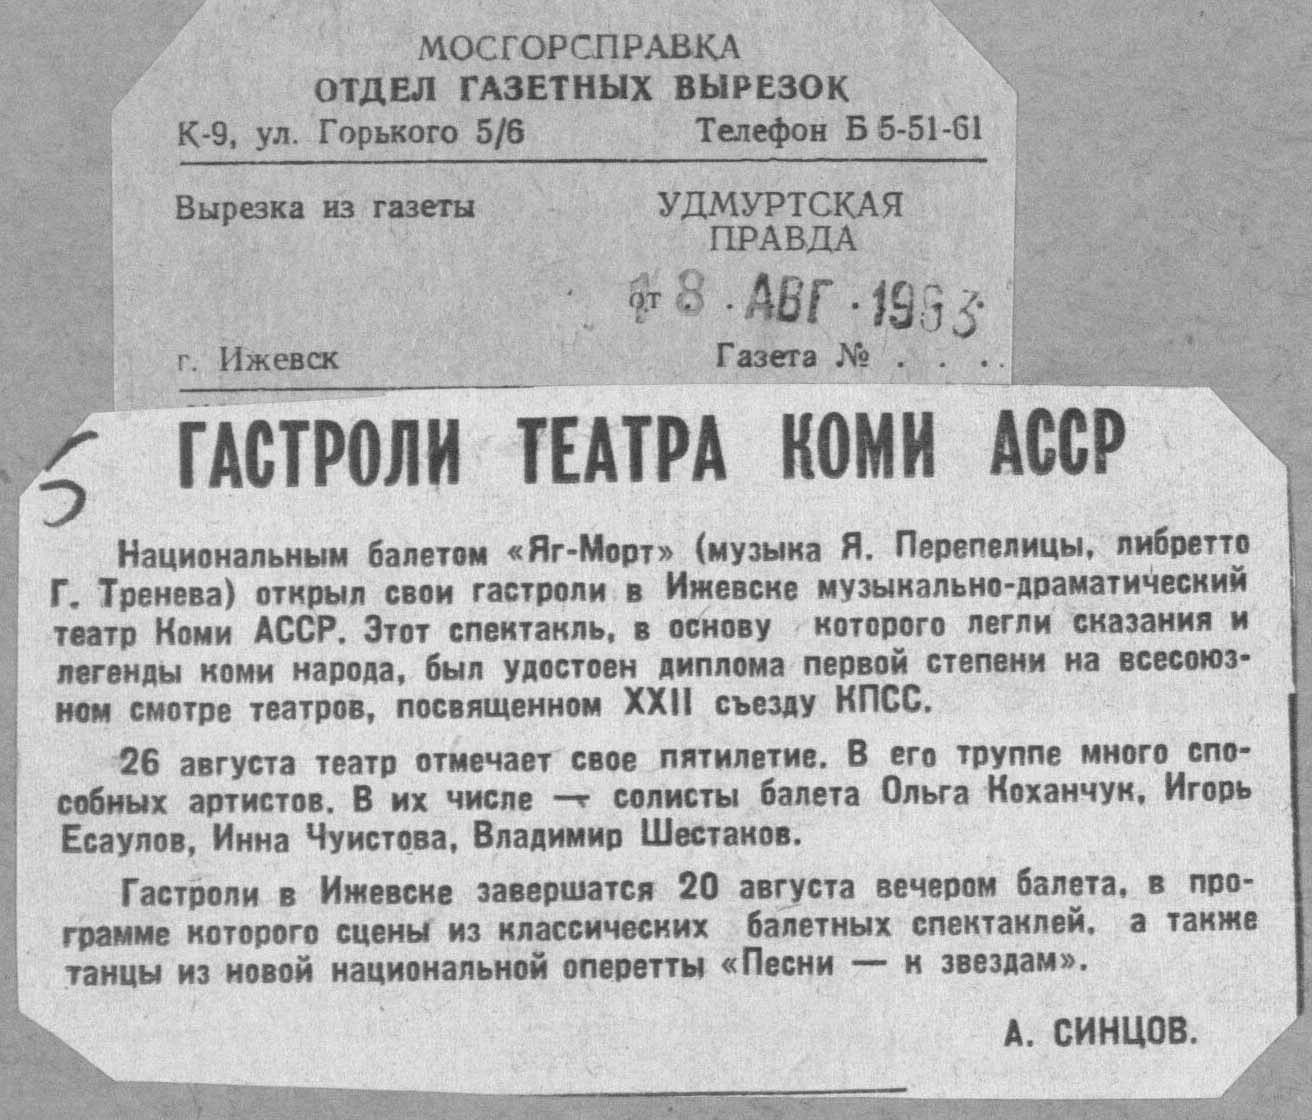 МОСГОРСПРАВКА
ОТДЕЛ ГАЗЕТНЫХ ВЫРЕЗОК
К-9, ул. Горького 5/6 Телефон Б 5-51-61
Вырезка из газеты УДМУРТСКАЯ
ПРАВДА
от 18 . АВГ . 1963
г. Ижевск Газета № . . . .
5
ГАСТРОЛИ ТЕАТРА КОМИ АССР
Национальным балетом «Яг-Морт» (музыка Я. Перепелицы, либретто
Г. Тренева) открыл свои гастроли в Ижевске музыкально-драматический
театр Коми АССР. Этот спектакль, в основу которого легли сказания и
легенды коми народа, был удостоен диплома первой степени на всесоюз-
ном смотре театров, посвященном XXII съезду КПСС.
26 августа театр отмечает свое пятилетие. В его труппе много спо-
собных артистов. В их числе — солисты балета Ольга Коханчук, Игорь
Есаулов, Инна Чуистова, Владимир Шестаков.
Гастроли в Ижевске завершатся 20 августа вечером балета, в про-
грамме которого сцены из классических балетных спектаклей, а также
танцы из новой национальной оперетты «Песни — к звездам».
А. СИНЦОВ.